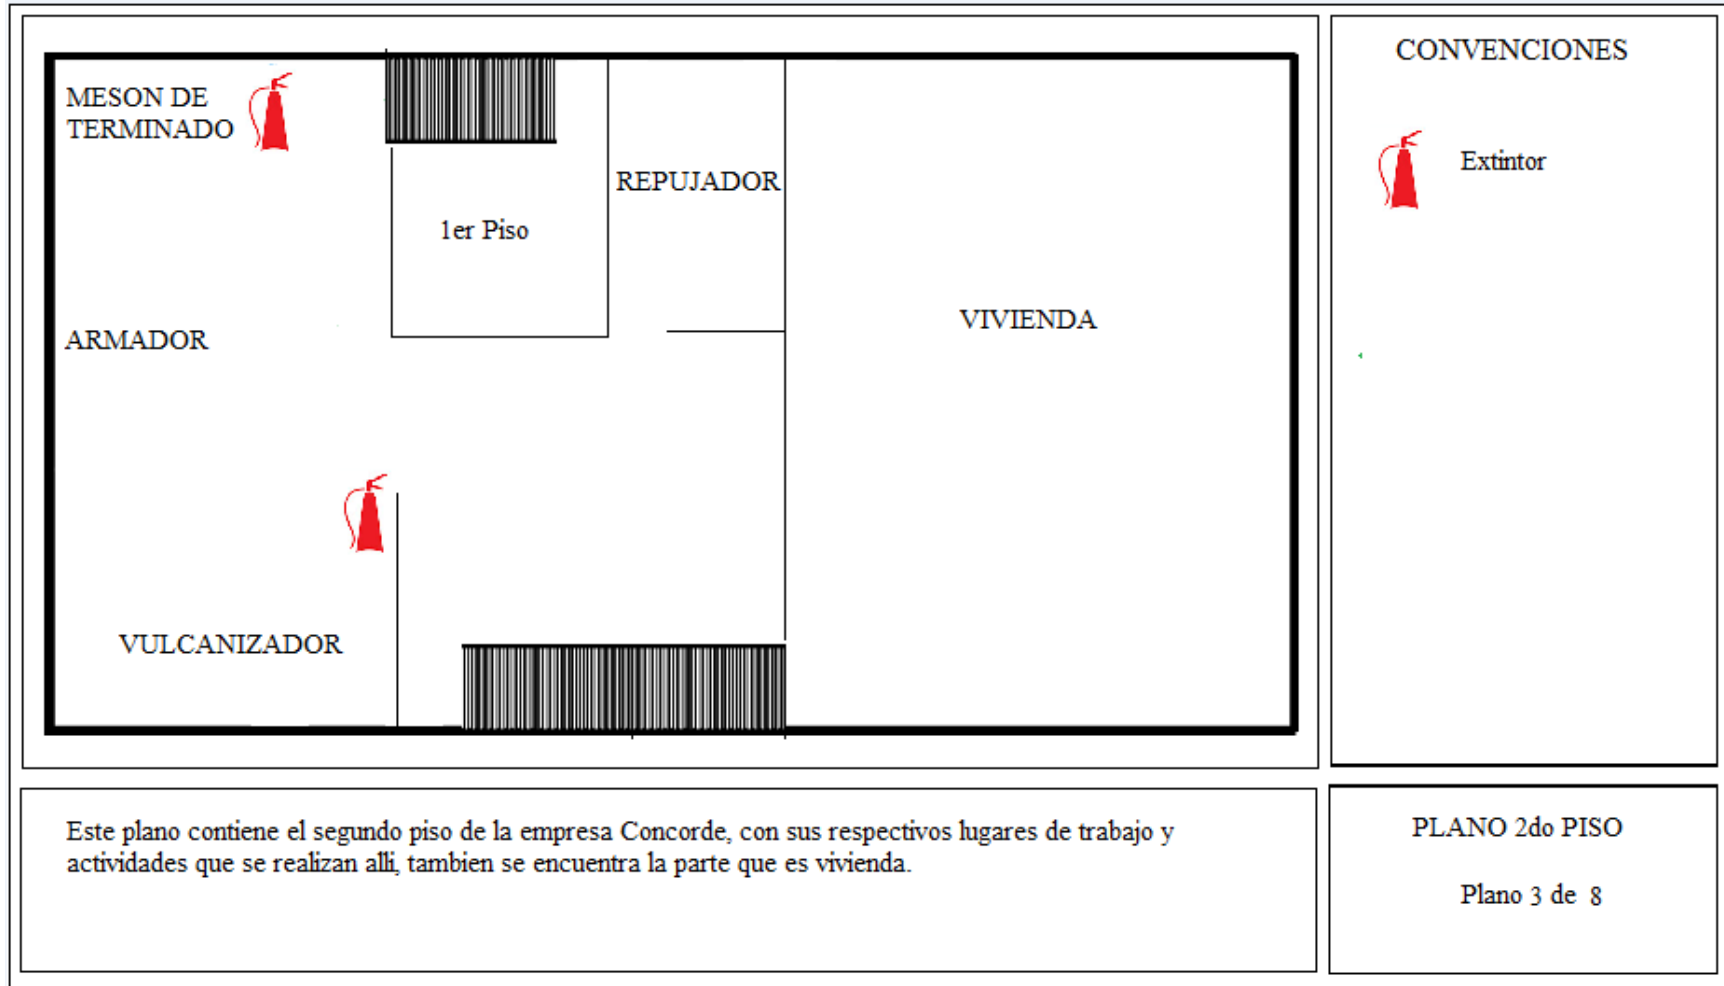 MESON DE
TERMINADO
REPUJADOR
1er Piso
ARMADOR
VIVIENDA
VULCANIZADOR
CONVENCIONES
Extintor
Este plano contiene el segundo piso de la empresa Concorde, con sus respectivos lugares de trabajo y
actividades que se realizan alli, tambien se encuentra la parte que es vivienda.
PLANO 2do PISO
Plano 3 de 8